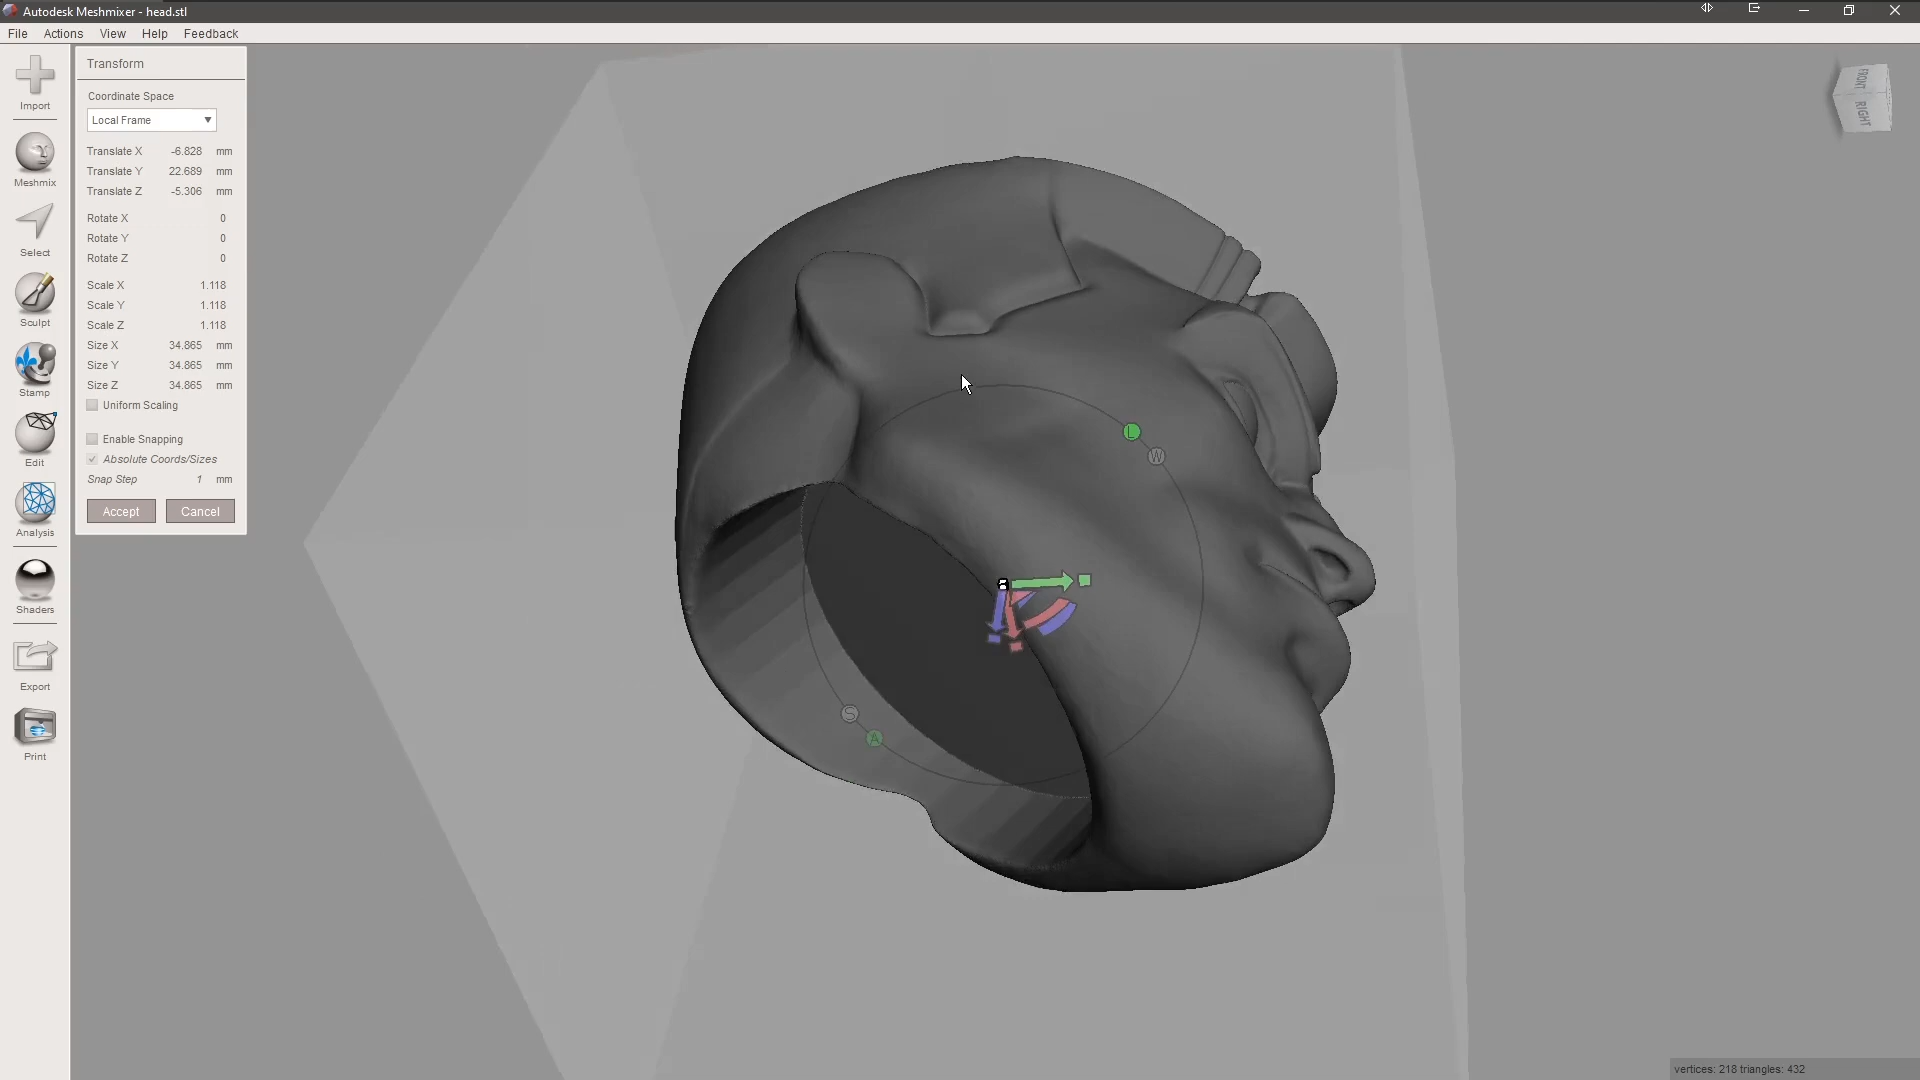 Autodesk Meshmixer - head.stl
File Actions View Help Feedback
Import
Meshmix
Select
Sculpt
Stamp
Edit
Analysis
Shaders
Export
Print
Transform
Coordinate Space
Local Frame
Translate X -6.828 mm
Translate Y 22.689 mm
Translate Z -5.306 mm
Rotate X 0
Rotate Y 0
Rotate Z 0
Scale X 1.118
Scale Y 1.118
Scale Z 1.118
Size X 34.865 mm
Size Y 34.865 mm
Size Z 34.865 mm
Uniform Scaling
Enable Snapping
Absolute Coords/Sizes
Snap Step 1 mm
Accept Cancel
L
W
S
A
FRONT
RIGHT
vertices: 218 triangles: 432